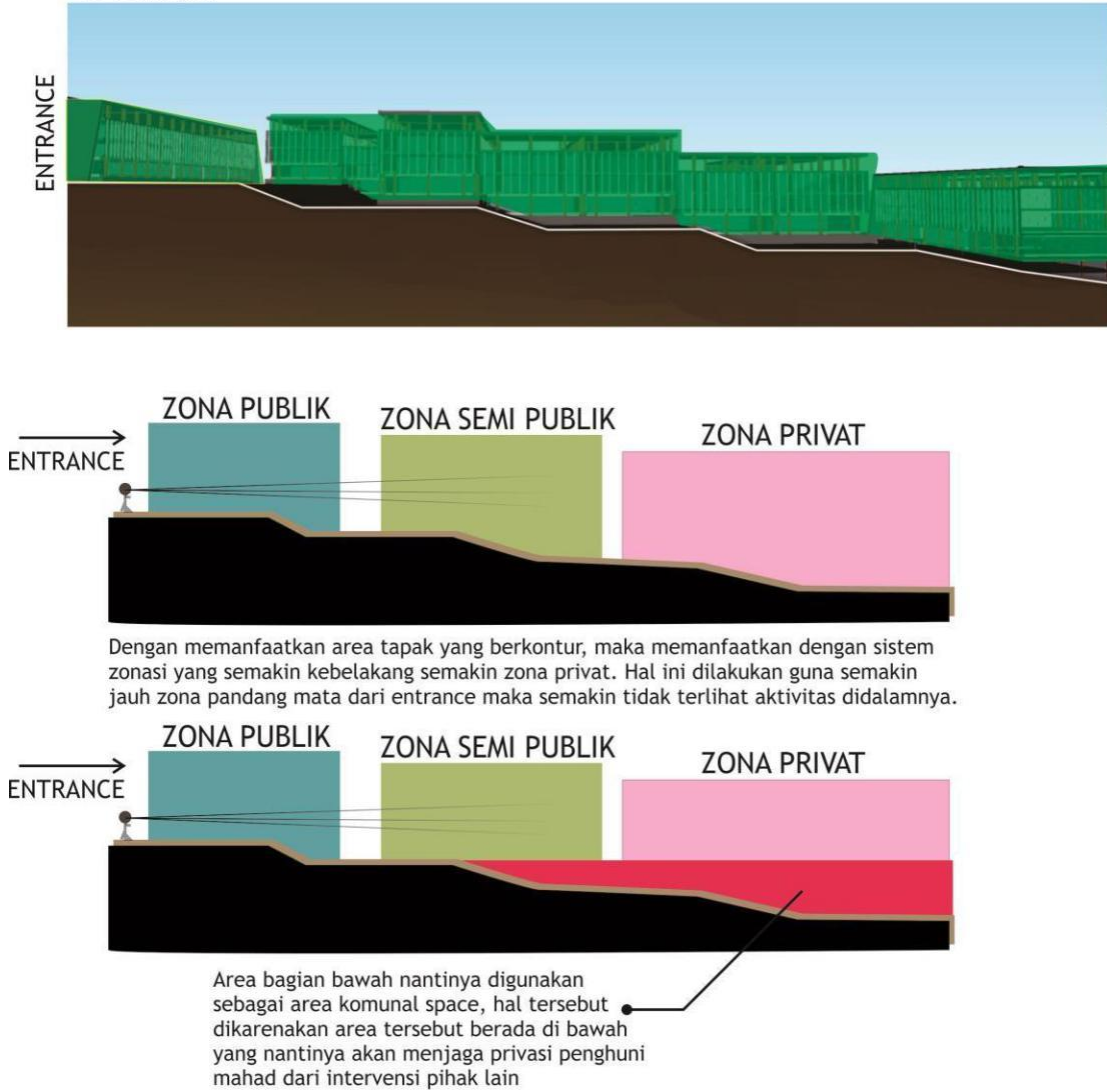 ENTRANCE
ZONA PUBLIK
ZONA SEMI PUBLIK
ZONA PRIVAT
ENTRANCE
Dengan memanfaatkan area tapak yang berkontur, maka memanfaatkan dengan sistem
zonasi yang semakin kebelakang semakin zona privat. Hal ini dilakukan guna semakin
jauh zona pandang mata dari entrance maka semakin tidak terlihat aktivitas didalamnya.
ZONA PUBLIK
ZONA SEMI PUBLIK
ZONA PRIVAT
ENTRANCE
Area bagian bawah nantinya digunakan
sebagai area komunal space, hal tersebut
dikarenakan area tersebut berada di bawah
yang nantinya akan menjaga privasi penghuni
mahad dari intervensi pihak lain